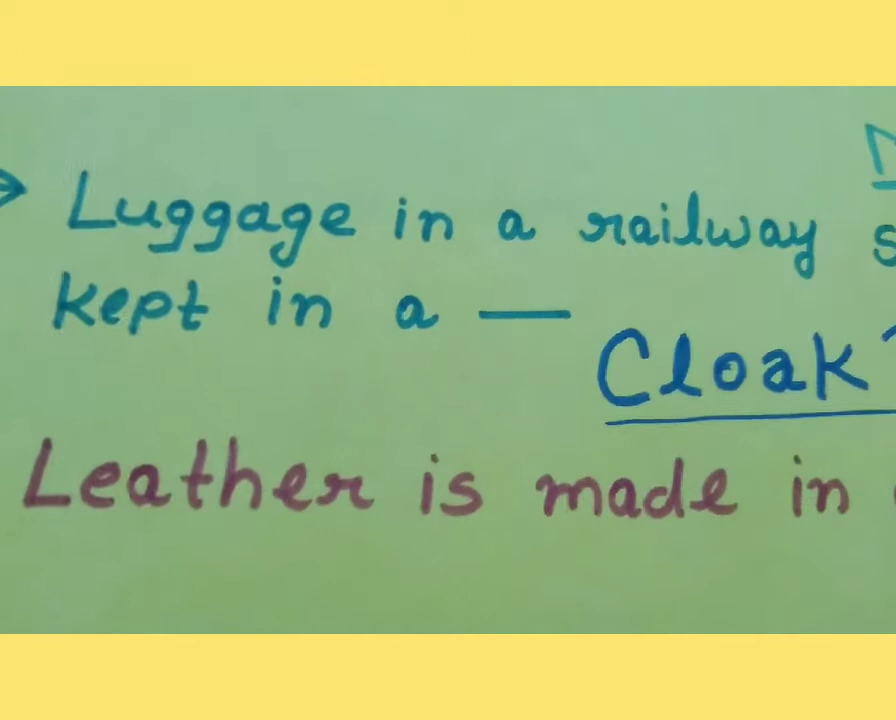 → Luggage in a railway
kept in a —
Cloak
Leather is made in